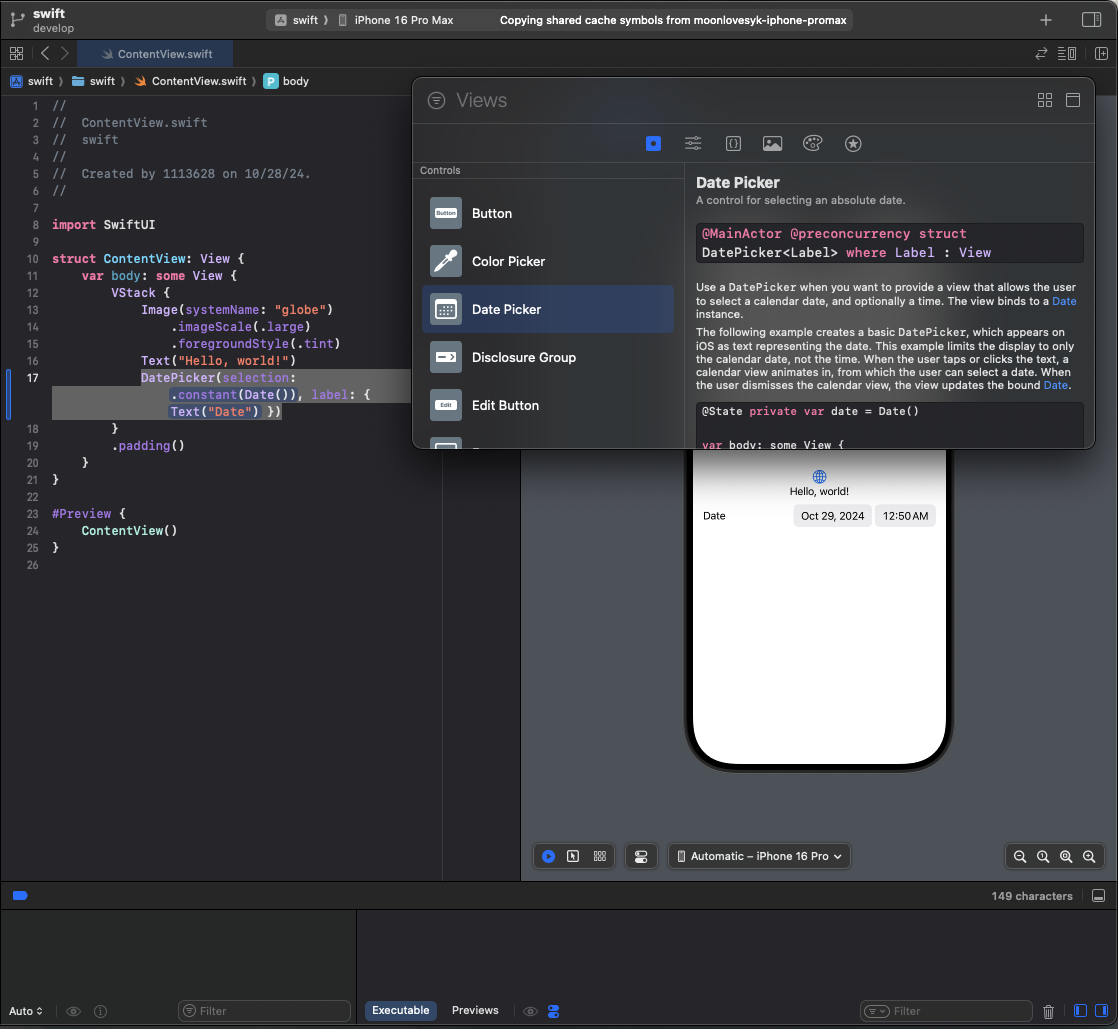 swift
develop
swift 〉 iPhone 16 Pro Max
Copying shared cache symbols from moonlovesyk-iphone-promax
ContentView.swift
swift 〉 swift 〉 ContentView.swift 〉 P body
1 //
2 //  ContentView.swift
3 //  swift
4 //
5 //  Created by 1113628 on 10/28/24.
6 //
7
8 import SwiftUI
9
10 struct ContentView: View {
11     var body: some View {
12         VStack {
13             Image(systemName: "globe")
14                 .imageScale(.large)
15                 .foregroundStyle(.tint)
16             Text("Hello, world!")
17             DatePicker(selection:
                .constant(Date()), label: {
                Text("Date") })
18         }
19         .padding()
20     }
21 }
22
23 #Preview {
24     ContentView()
25 }
26
Views
Controls
Button
Button
Color Picker
Date Picker
Disclosure Group
Edit
Edit Button
Date Picker
A control for selecting an absolute date.
@MainActor @preconcurrency struct
DatePicker<Label> where Label : View
Use a DatePicker when you want to provide a view that allows the user
to select a calendar date, and optionally a time. The view binds to a Date
instance.
The following example creates a basic DatePicker, which appears on
iOS as text representing the date. This example limits the display to only
the calendar date, not the time. When the user taps or clicks the text, a
calendar view animates in, from which the user can select a date. When
the user dismisses the calendar view, the view updates the bound Date.
@State private var date = Date()
var body: some View {
Hello, world!
Date Oct 29, 2024 12:50 AM
Automatic – iPhone 16 Pro
149 characters
Auto
Filter
Executable
Previews
Filter